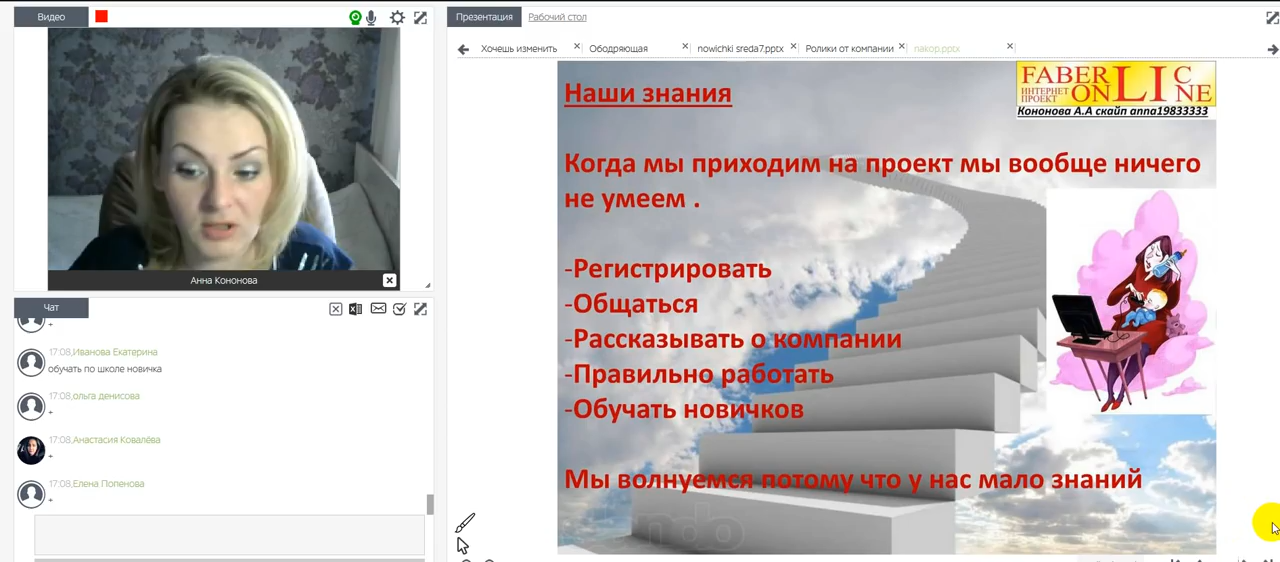 Видео
Презентация
Рабочий стол
Хочешь изменить
Ободряющая
nowichki sreda7.pptx
Ролики от компании
nakop.pptx
Анна Кононова
Чат
+
17:08,Иванова Екатерина
обучать по школе новичка
17:08,ольга денисова
+
17:08,Анастасия Ковалёва
+
17:08,Елена Попенова
+
FABERLIC
ИНТЕРНЕТ ПРОЕКТ
ONLINE
Кононова А.А скайп anna19833333
Наши знания
Когда мы приходим на проект мы вообще ничего
не умеем .
-Регистрировать
-Общаться
-Рассказывать о компании
-Правильно работать
-Обучать новичков
Мы волнуемся потому что у нас мало знаний